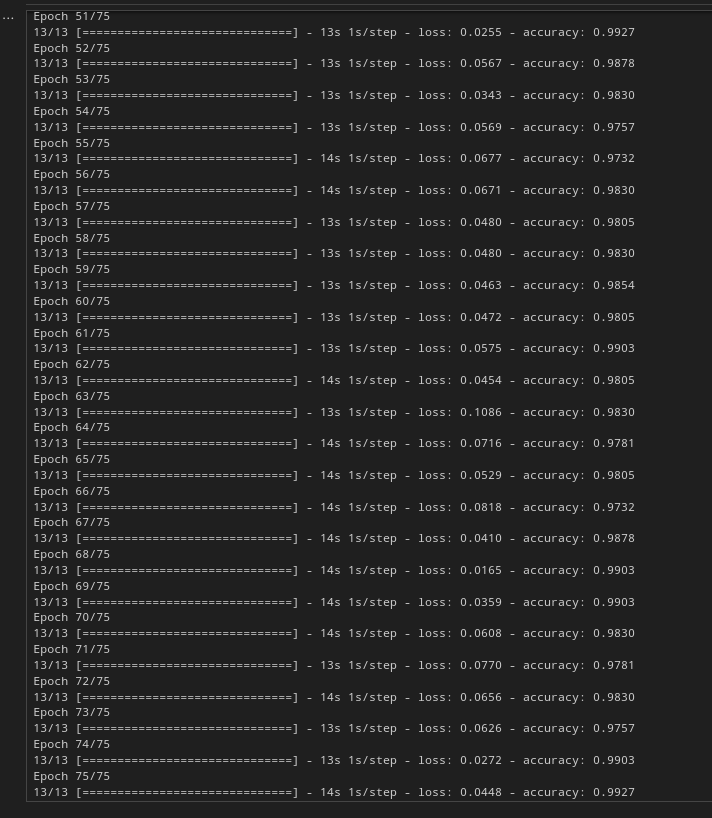 ...
Epoch 51/75
13/13 [==============================] - 13s 1s/step - loss: 0.0255 - accuracy: 0.9927
Epoch 52/75
13/13 [==============================] - 13s 1s/step - loss: 0.0567 - accuracy: 0.9878
Epoch 53/75
13/13 [==============================] - 13s 1s/step - loss: 0.0343 - accuracy: 0.9830
Epoch 54/75
13/13 [==============================] - 13s 1s/step - loss: 0.0569 - accuracy: 0.9757
Epoch 55/75
13/13 [==============================] - 14s 1s/step - loss: 0.0677 - accuracy: 0.9732
Epoch 56/75
13/13 [==============================] - 14s 1s/step - loss: 0.0671 - accuracy: 0.9830
Epoch 57/75
13/13 [==============================] - 13s 1s/step - loss: 0.0480 - accuracy: 0.9805
Epoch 58/75
13/13 [==============================] - 13s 1s/step - loss: 0.0480 - accuracy: 0.9830
Epoch 59/75
13/13 [==============================] - 13s 1s/step - loss: 0.0463 - accuracy: 0.9854
Epoch 60/75
13/13 [==============================] - 13s 1s/step - loss: 0.0472 - accuracy: 0.9805
Epoch 61/75
13/13 [==============================] - 13s 1s/step - loss: 0.0575 - accuracy: 0.9903
Epoch 62/75
13/13 [==============================] - 14s 1s/step - loss: 0.0454 - accuracy: 0.9805
Epoch 63/75
13/13 [==============================] - 13s 1s/step - loss: 0.1086 - accuracy: 0.9830
Epoch 64/75
13/13 [==============================] - 14s 1s/step - loss: 0.0716 - accuracy: 0.9781
Epoch 65/75
13/13 [==============================] - 14s 1s/step - loss: 0.0529 - accuracy: 0.9805
Epoch 66/75
13/13 [==============================] - 14s 1s/step - loss: 0.0818 - accuracy: 0.9732
Epoch 67/75
13/13 [==============================] - 14s 1s/step - loss: 0.0410 - accuracy: 0.9878
Epoch 68/75
13/13 [==============================] - 14s 1s/step - loss: 0.0165 - accuracy: 0.9903
Epoch 69/75
13/13 [==============================] - 14s 1s/step - loss: 0.0359 - accuracy: 0.9903
Epoch 70/75
13/13 [==============================] - 14s 1s/step - loss: 0.0608 - accuracy: 0.9830
Epoch 71/75
13/13 [==============================] - 13s 1s/step - loss: 0.0770 - accuracy: 0.9781
Epoch 72/75
13/13 [==============================] - 14s 1s/step - loss: 0.0656 - accuracy: 0.9830
Epoch 73/75
13/13 [==============================] - 13s 1s/step - loss: 0.0626 - accuracy: 0.9757
Epoch 74/75
13/13 [==============================] - 13s 1s/step - loss: 0.0272 - accuracy: 0.9903
Epoch 75/75
13/13 [==============================] - 14s 1s/step - loss: 0.0448 - accuracy: 0.9927